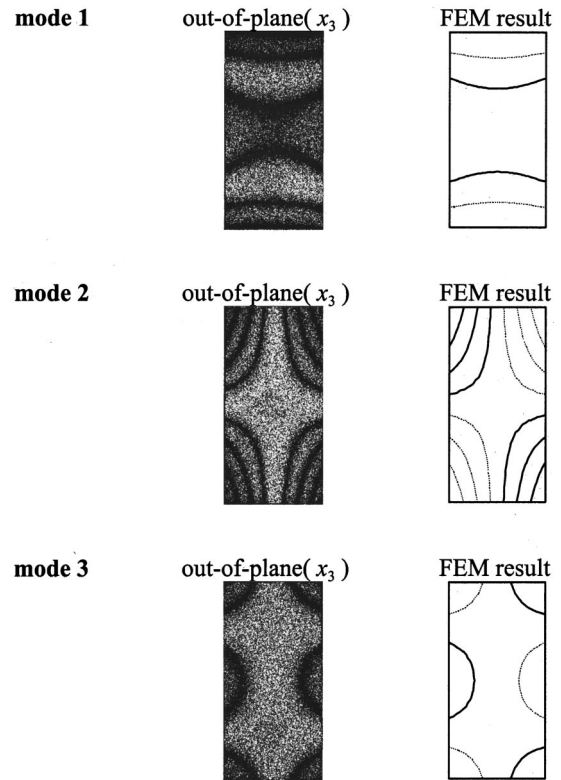 mode 1 out-of-plane( x₃ ) FEM result
mode 2 out-of-plane( x₃ ) FEM result
mode 3 out-of-plane( x₃ ) FEM result